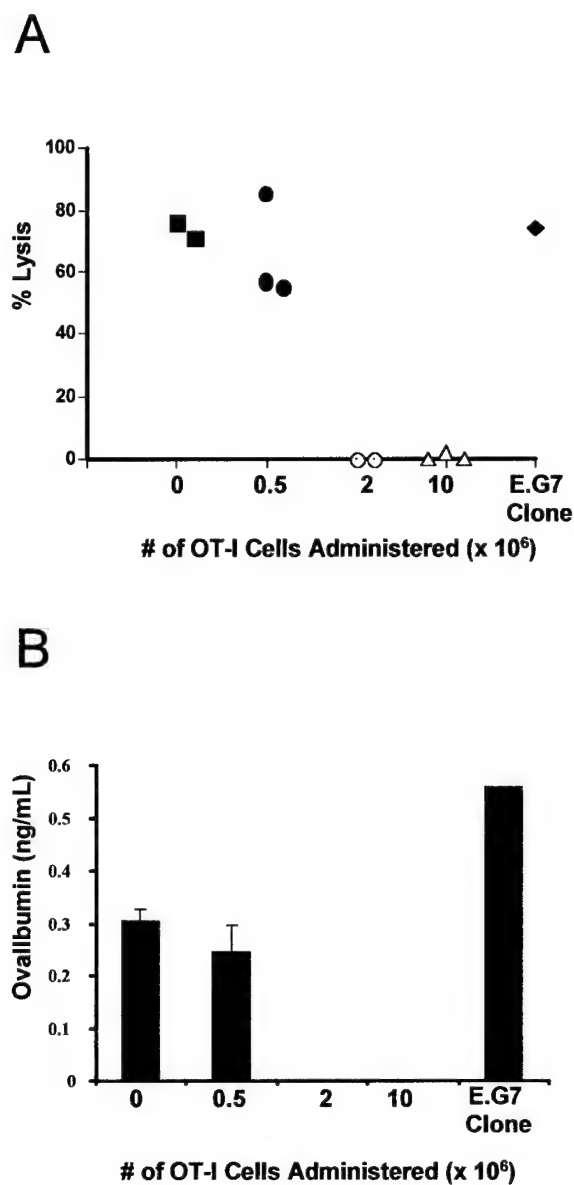 A
100
80
60
40
20
0
% Lysis
0 0.5 2 10 E.G7
Clone
# of OT-I Cells Administered (x 10⁶)
B
0.6
0.5
0.4
0.3
0.2
0.1
0
Ovallbumin (ng/mL)
0 0.5 2 10 E.G7
Clone
# of OT-I Cells Administered (x 10⁶)